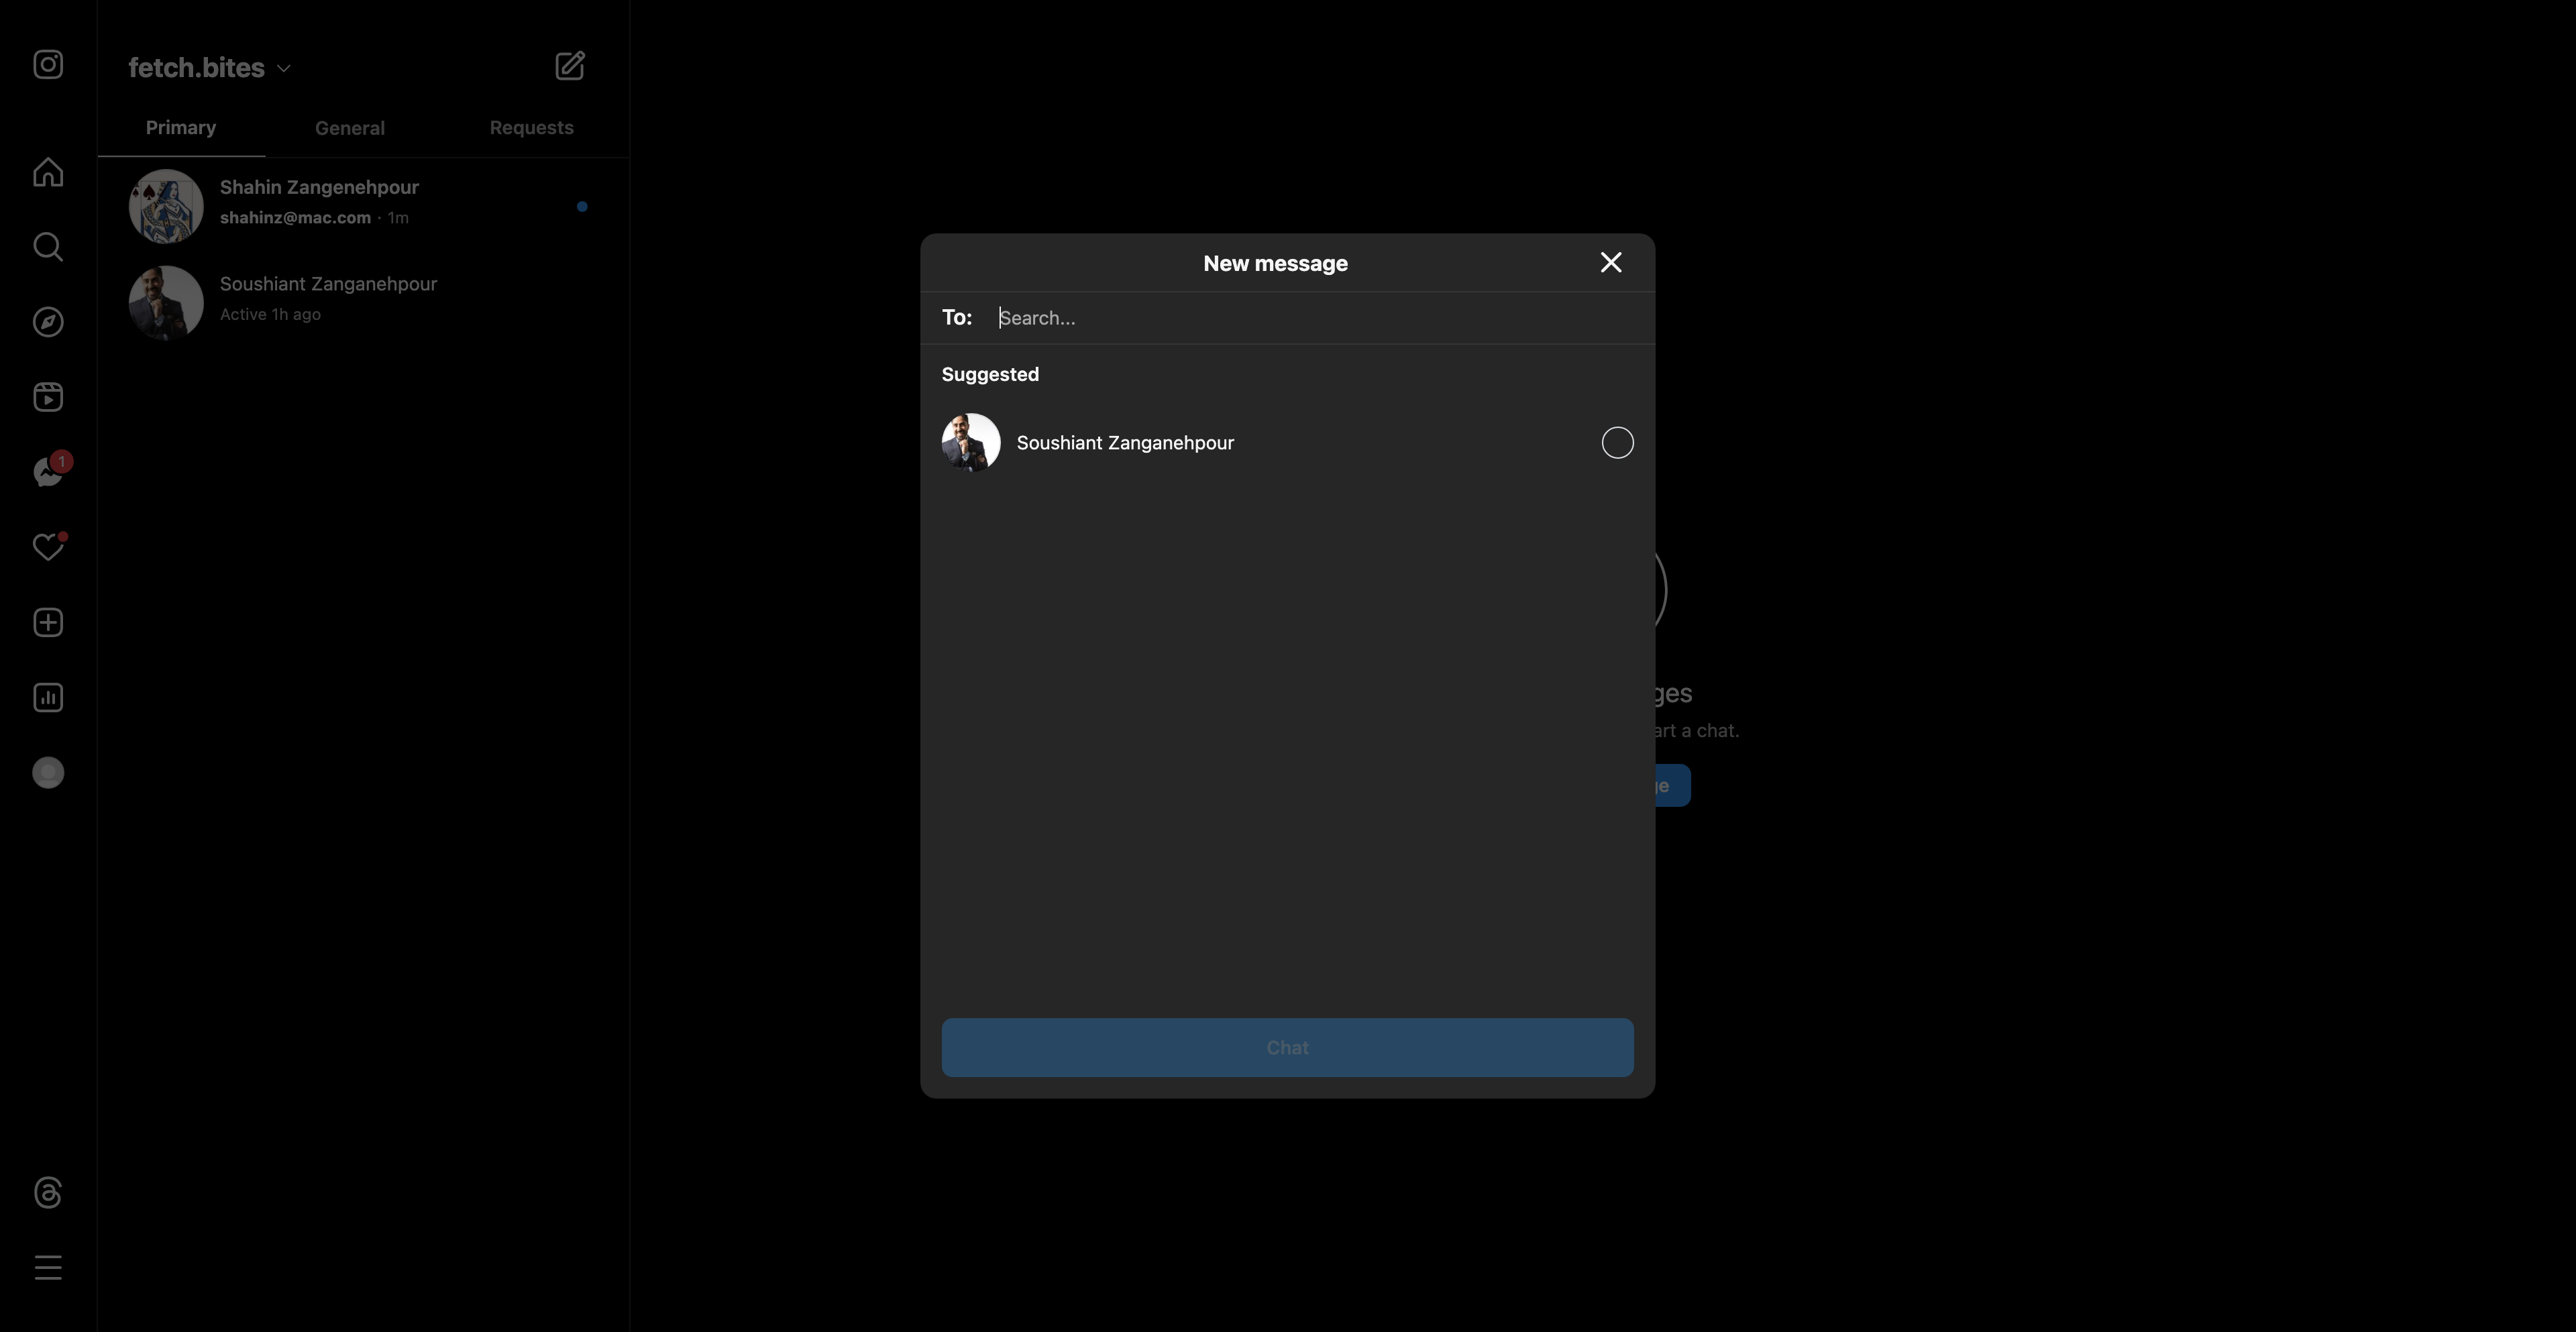 fetch.bites
Primary
General
Requests
Shahin Zangenehpour
shahinz@mac.com · 1m
Soushiant Zanganehpour
Active 1h ago
1
New message
To: Search...
Suggested
Soushiant Zanganehpour
Chat
ges
art a chat.
ge